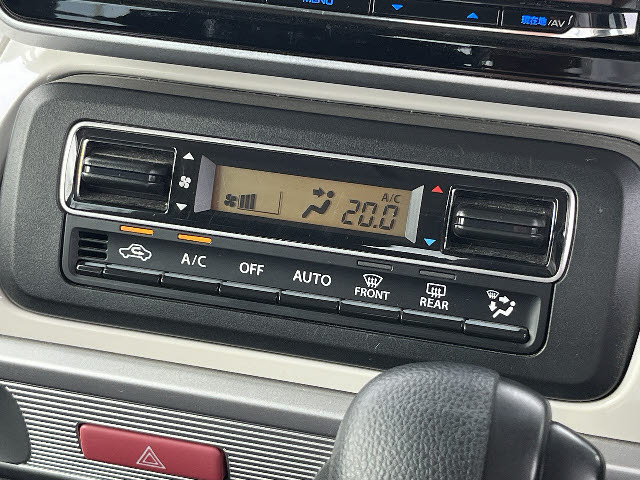 MENU
現在地/AV
A/C
20.0
A/C
OFF
AUTO
FRONT
REAR